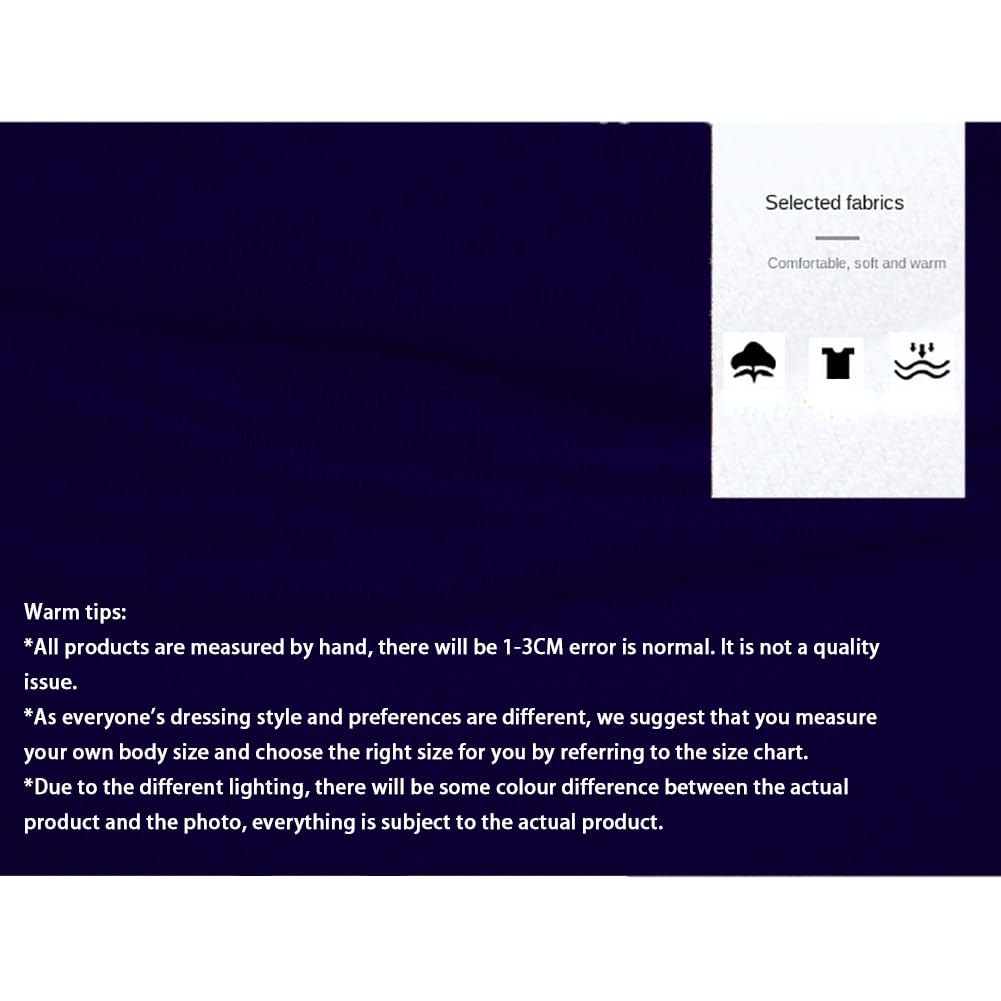 Selected fabrics
Comfortable, soft and warm
Warm tips:
*All products are measured by hand, there will be 1-3CM error is normal. It is not a quality
issue.
*As everyone’s dressing style and preferences are different, we suggest that you measure
your own body size and choose the right size for you by referring to the size chart.
*Due to the different lighting, there will be some colour difference between the actual
product and the photo, everything is subject to the actual product.